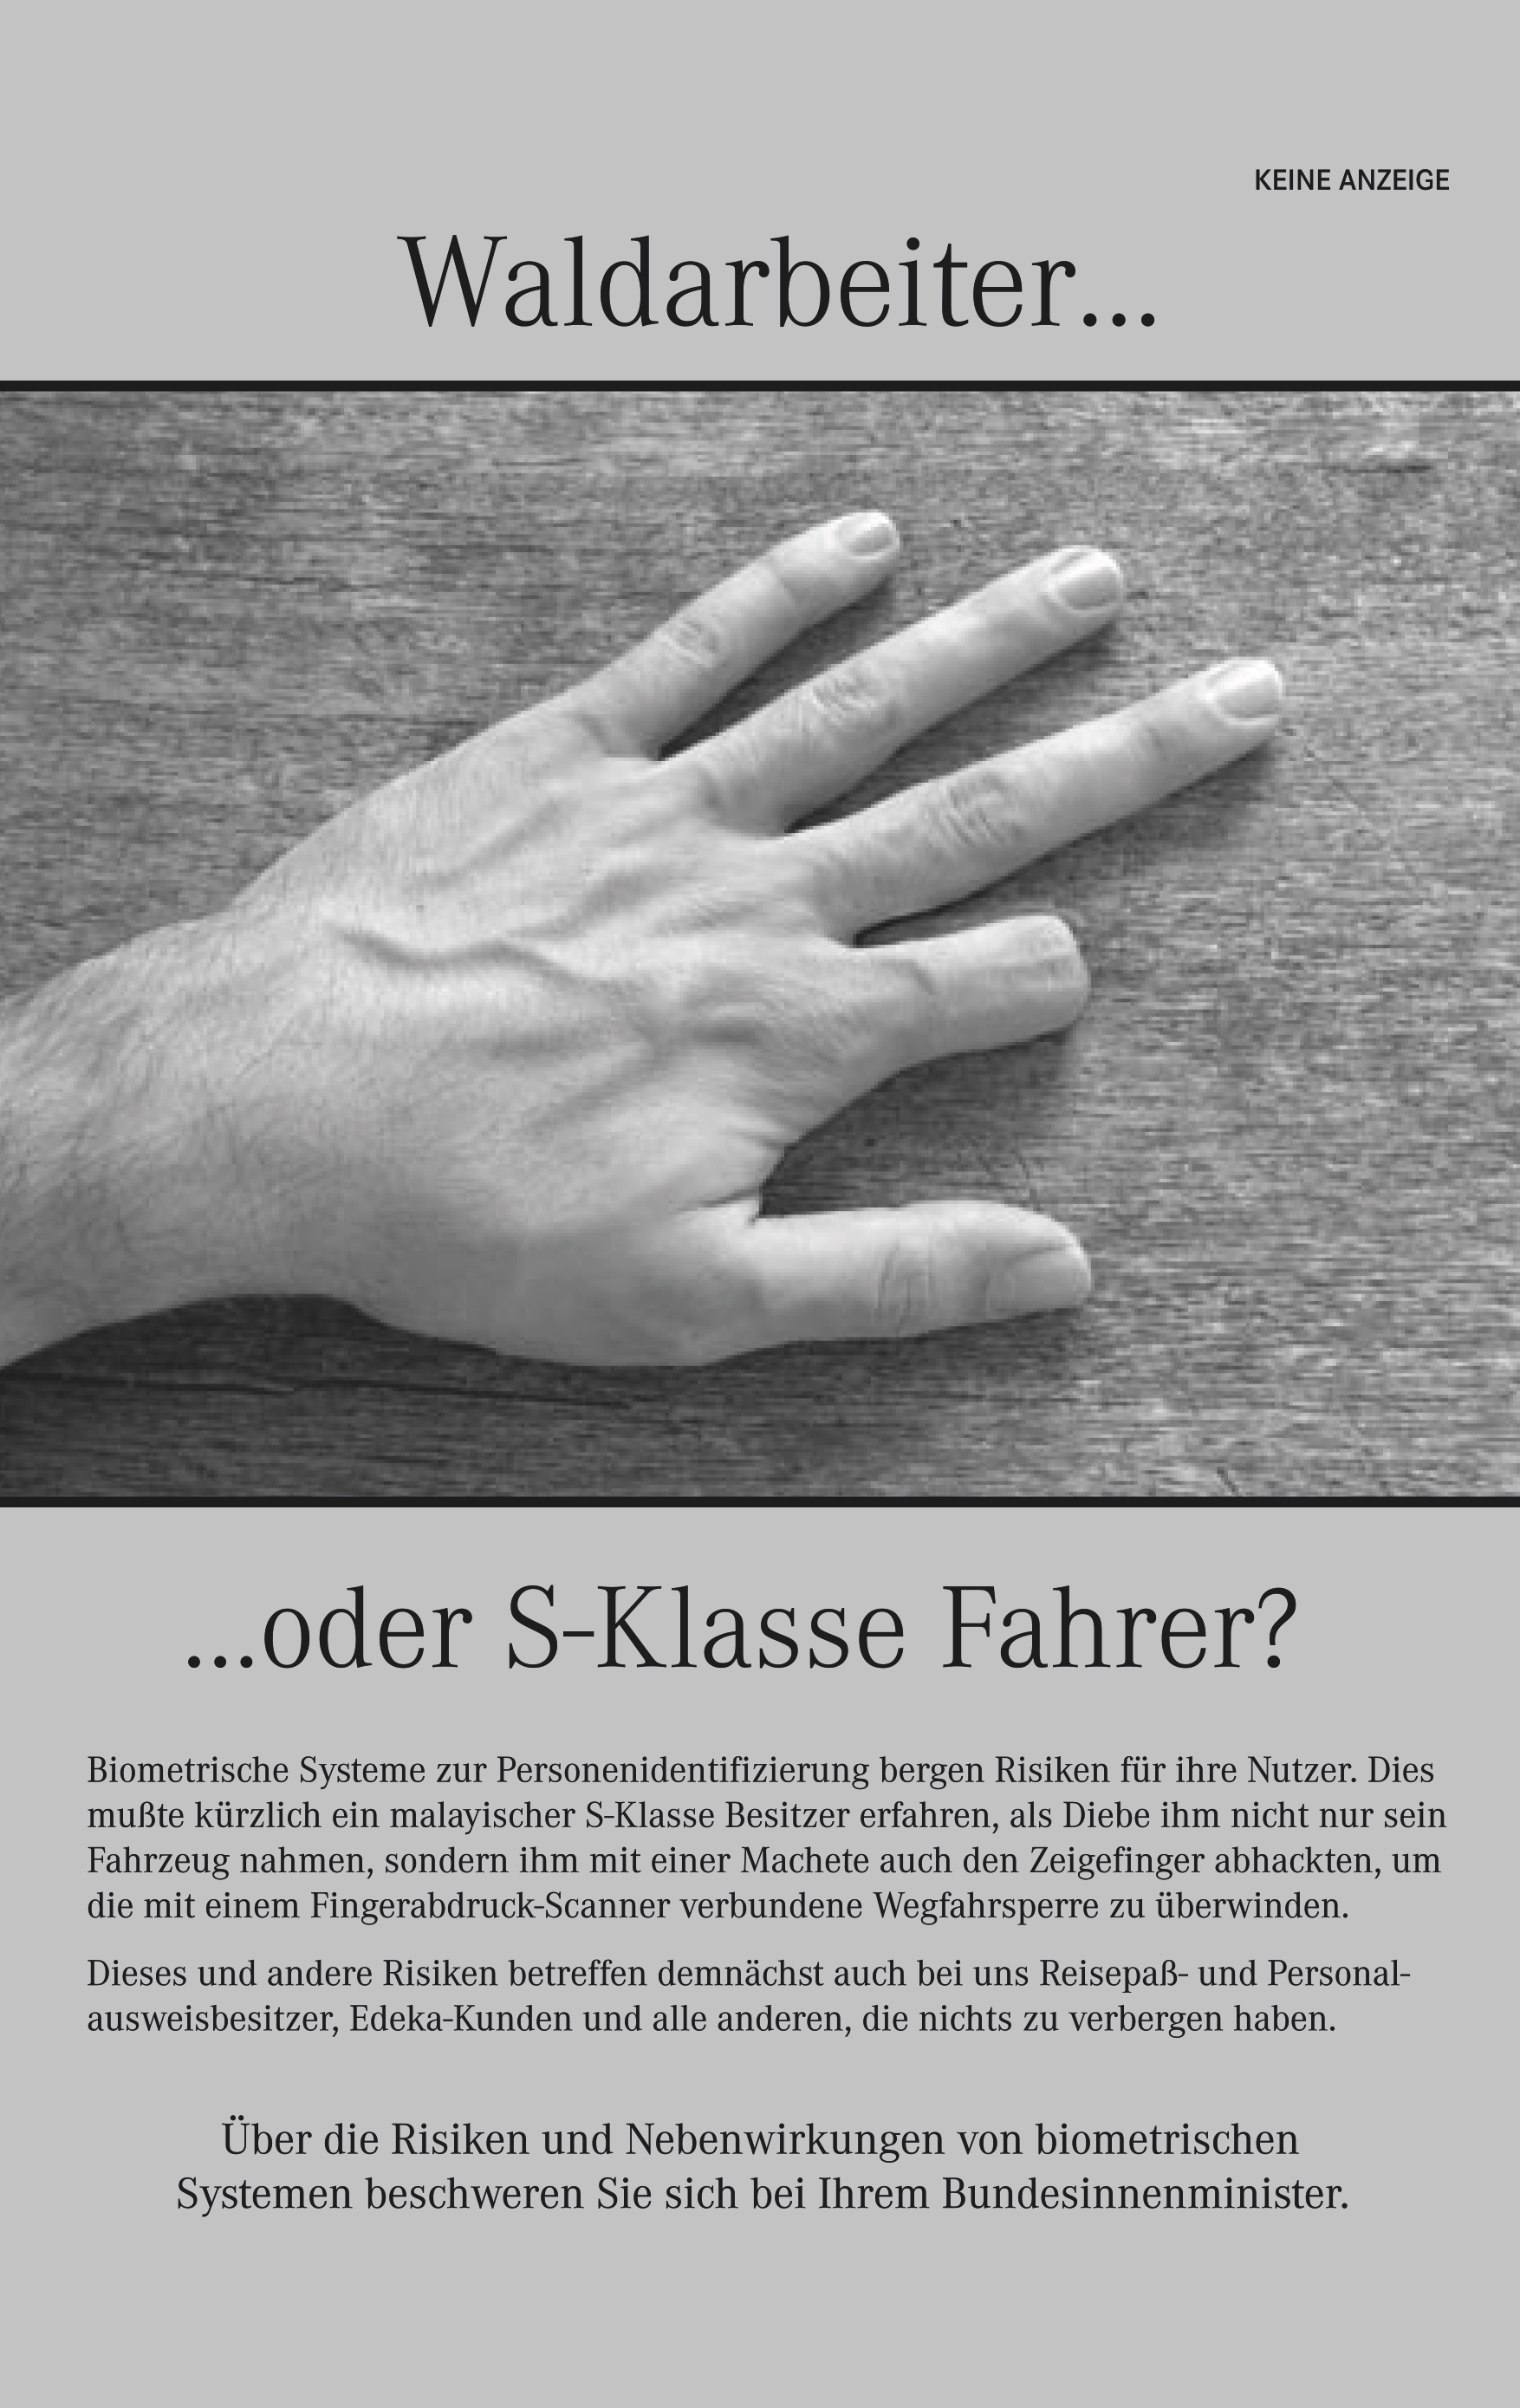 KEINE ANZEIGE
Waldarbeiter...
...oder S-Klasse Fahrer?
Biometrische Systeme zur Personenidentifizierung bergen Risiken für ihre Nutzer. Dies
mußte kürzlich ein malayischer S-Klasse Besitzer erfahren, als Diebe ihm nicht nur sein
Fahrzeug nahmen, sondern ihm mit einer Machete auch den Zeigefinger abhackten, um
die mit einem Fingerabdruck-Scanner verbundene Wegfahrsperre zu überwinden.
Dieses und andere Risiken betreffen demnächst auch bei uns Reisepaß- und Personal-
ausweisbesitzer, Edeka-Kunden und alle anderen, die nichts zu verbergen haben.
Über die Risiken und Nebenwirkungen von biometrischen
Systemen beschweren Sie sich bei Ihrem Bundesinnenminister.